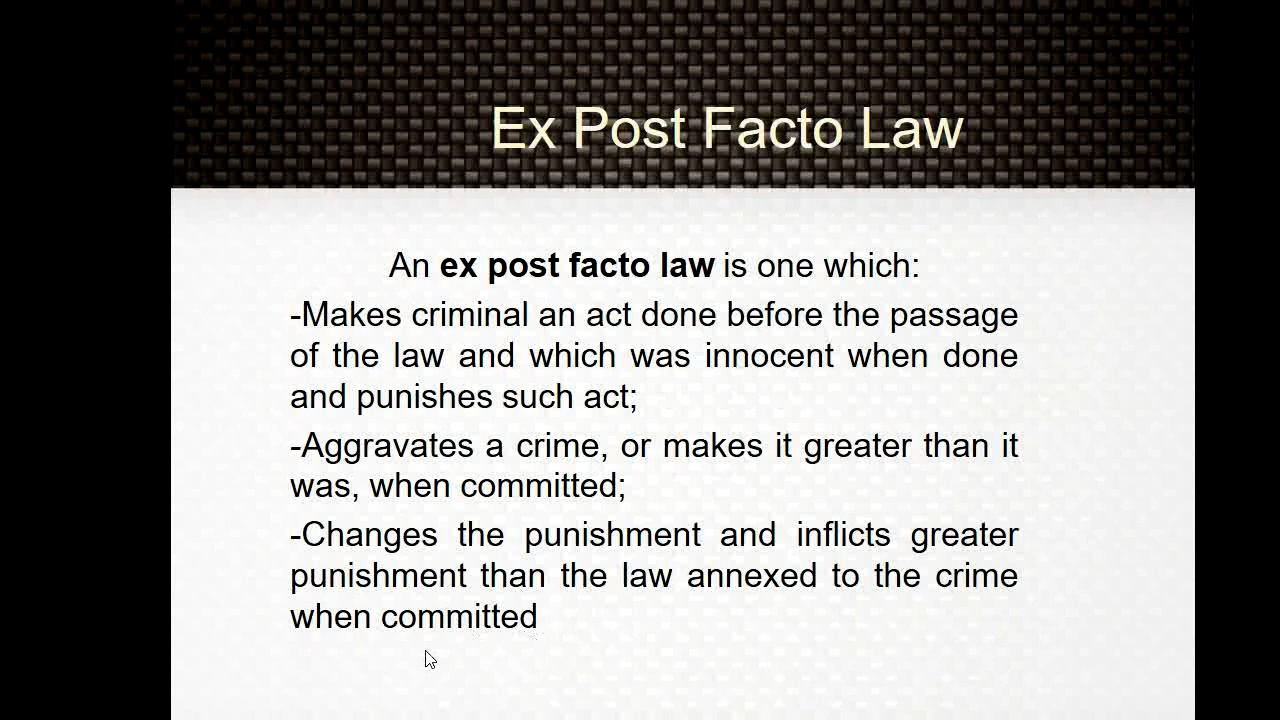 Ex Post Facto Law
An ex post facto law is one which:
-Makes criminal an act done before the passage
of the law and which was innocent when done
and punishes such act;
-Aggravates a crime, or makes it greater than it
was, when committed;
-Changes the punishment and inflicts greater
punishment than the law annexed to the crime
when committed